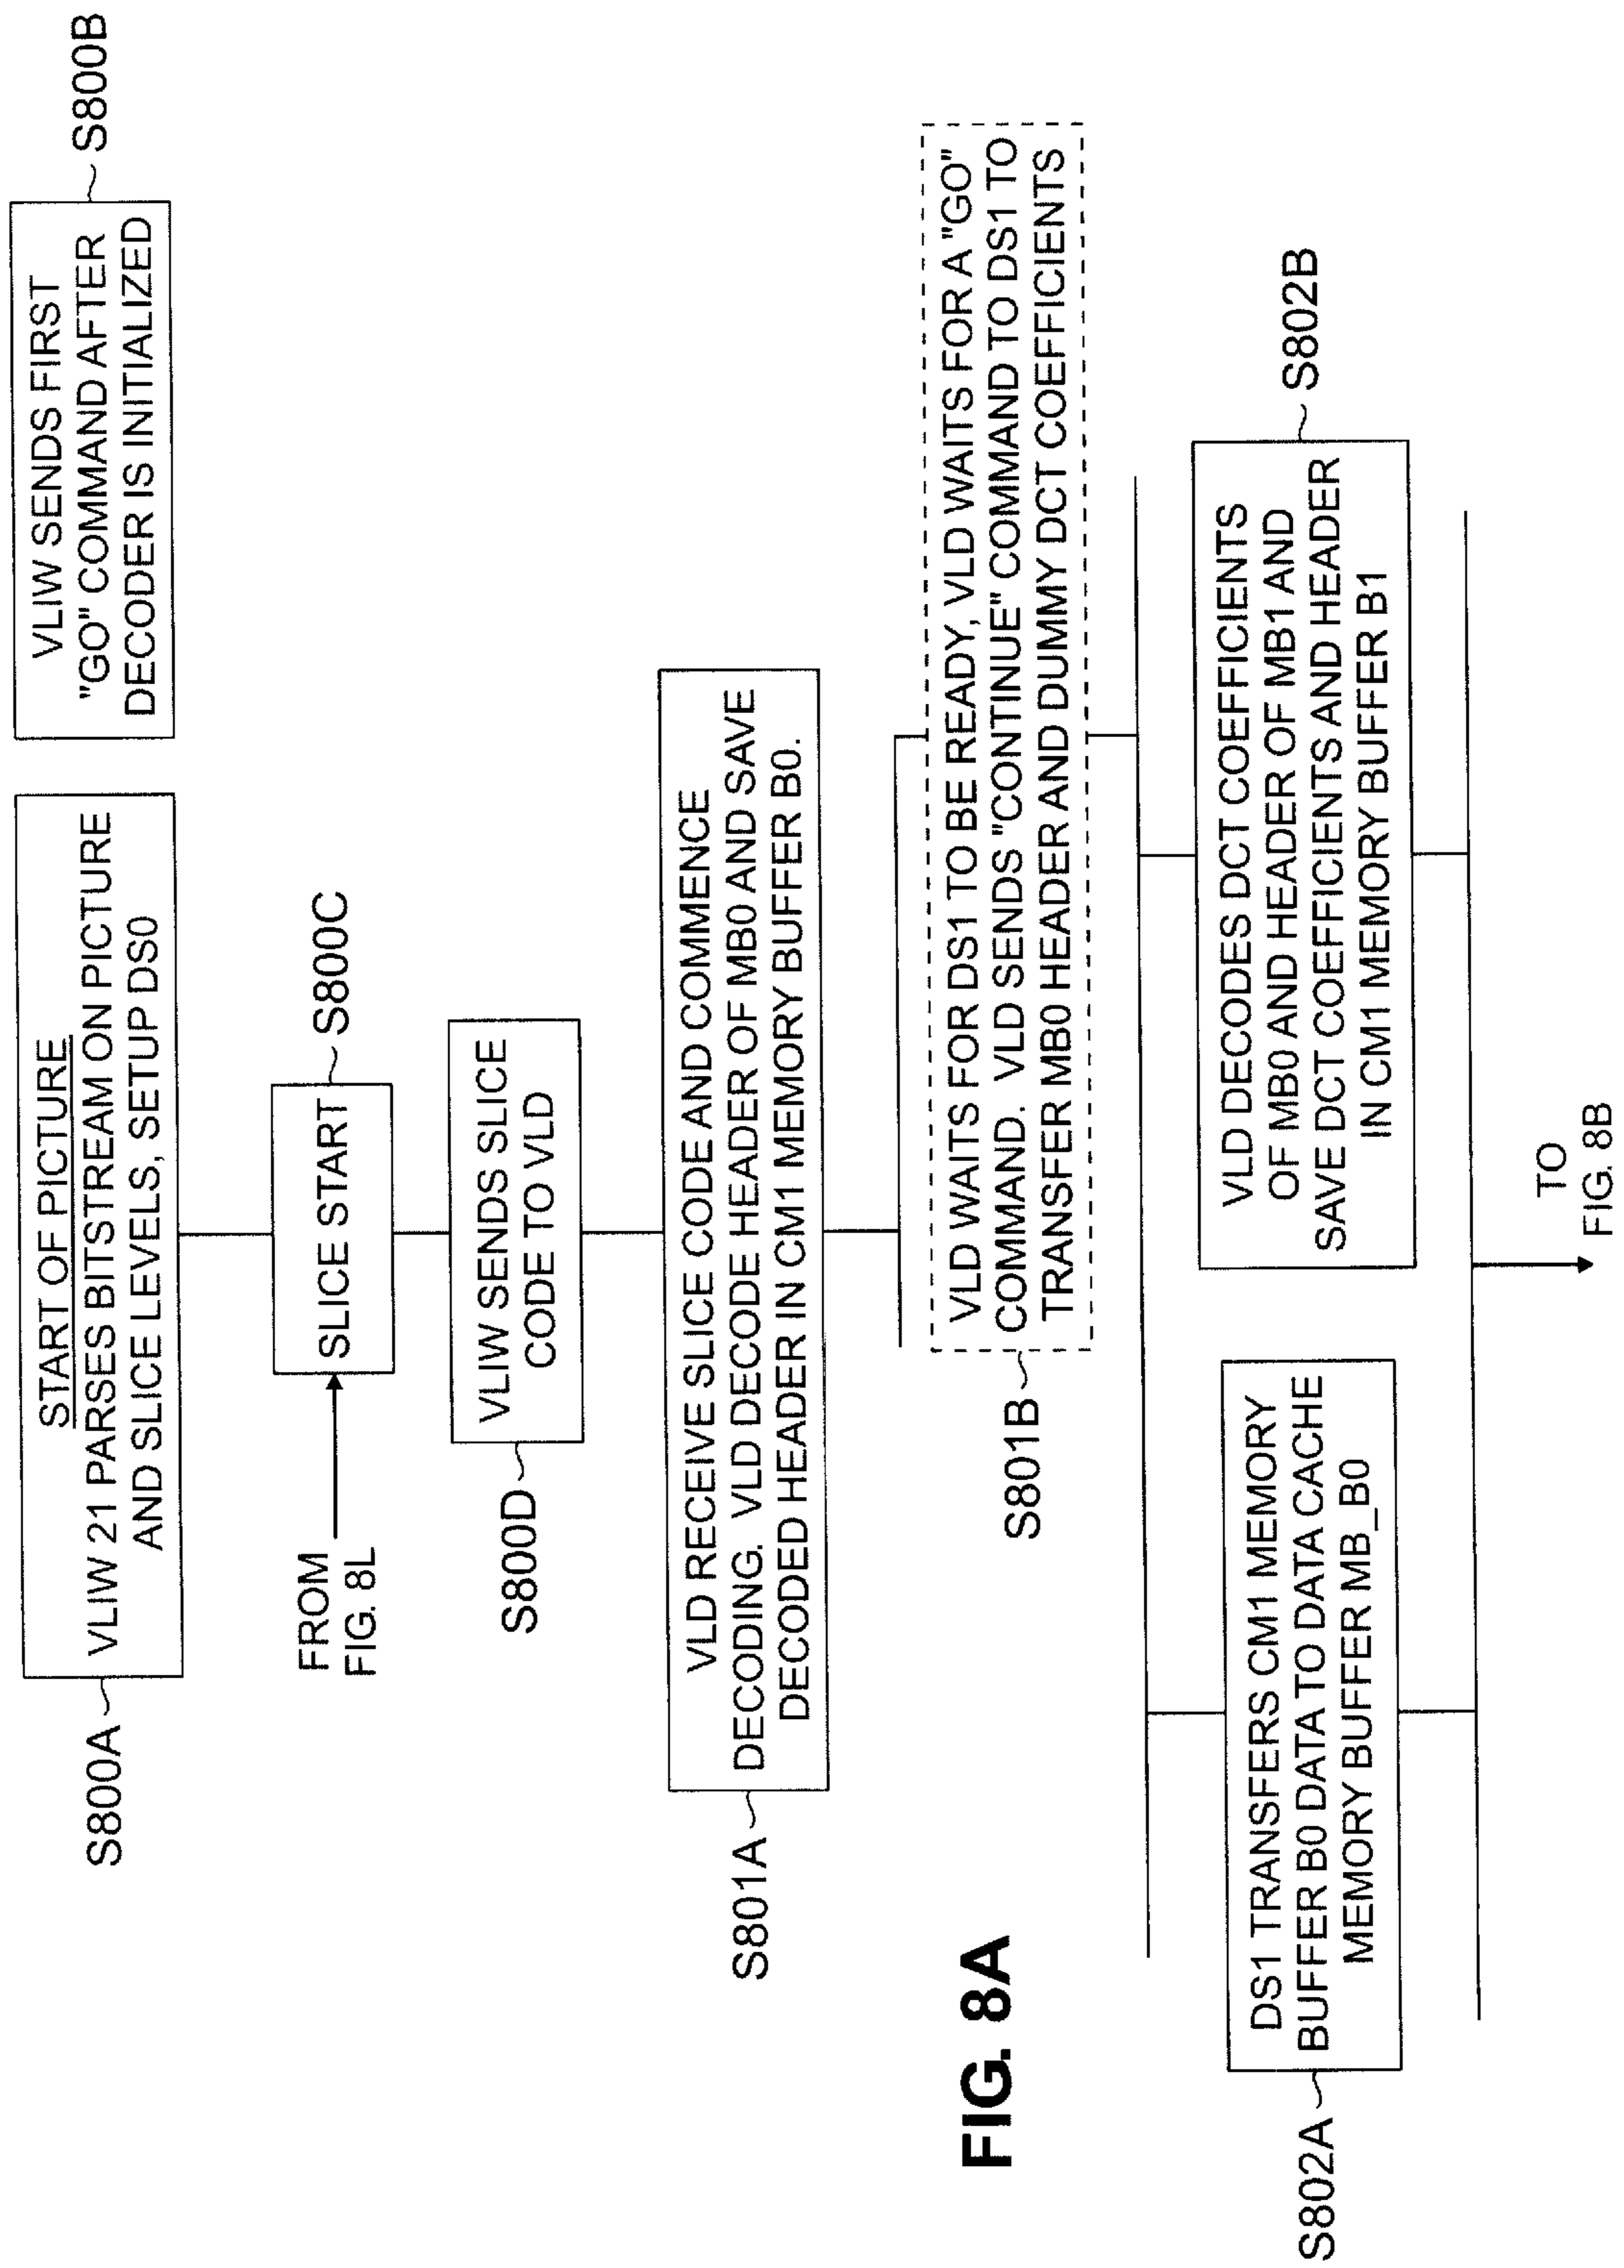 START OF PICTURE
VLIW 21 PARSES BITSTREAM ON PICTURE
AND SLICE LEVELS, SETUP DS0
S800A
VLIW SENDS FIRST
"GO" COMMAND AFTER
DECODER IS INITIALIZED
S800B
FROM
FIG. 8L
SLICE START
S800C
VLIW SENDS SLICE
CODE TO VLD
S800D
VLD RECEIVE SLICE CODE AND COMMENCE
DECODING. VLD DECODE HEADER OF MB0 AND SAVE
DECODED HEADER IN CM1 MEMORY BUFFER B0.
S801A
VLD WAITS FOR DS1 TO BE READY, VLD WAITS FOR A "GO"
COMMAND. VLD SENDS "CONTINUE" COMMAND TO DS1 TO
TRANSFER MB0 HEADER AND DUMMY DCT COEFFICIENTS
S801B
FIG. 8A
DS1 TRANSFERS CM1 MEMORY
BUFFER B0 DATA TO DATA CACHE
MEMORY BUFFER MB_B0
S802A
VLD DECODES DCT COEFFICIENTS
OF MB0 AND HEADER OF MB1 AND
SAVE DCT COEFFICIENTS AND HEADER
IN CM1 MEMORY BUFFER B1
S802B
TO
FIG. 8B